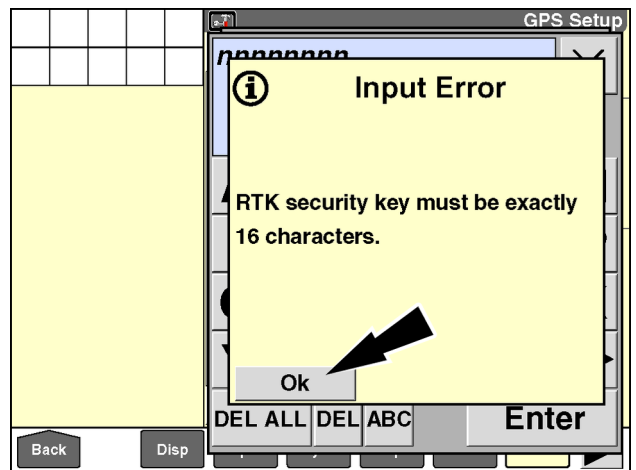 GPS Setup
nnnnnnnn
Input Error
RTK security key must be exactly
16 characters.
Ok
DEL ALL DEL ABC Enter
Back Disp